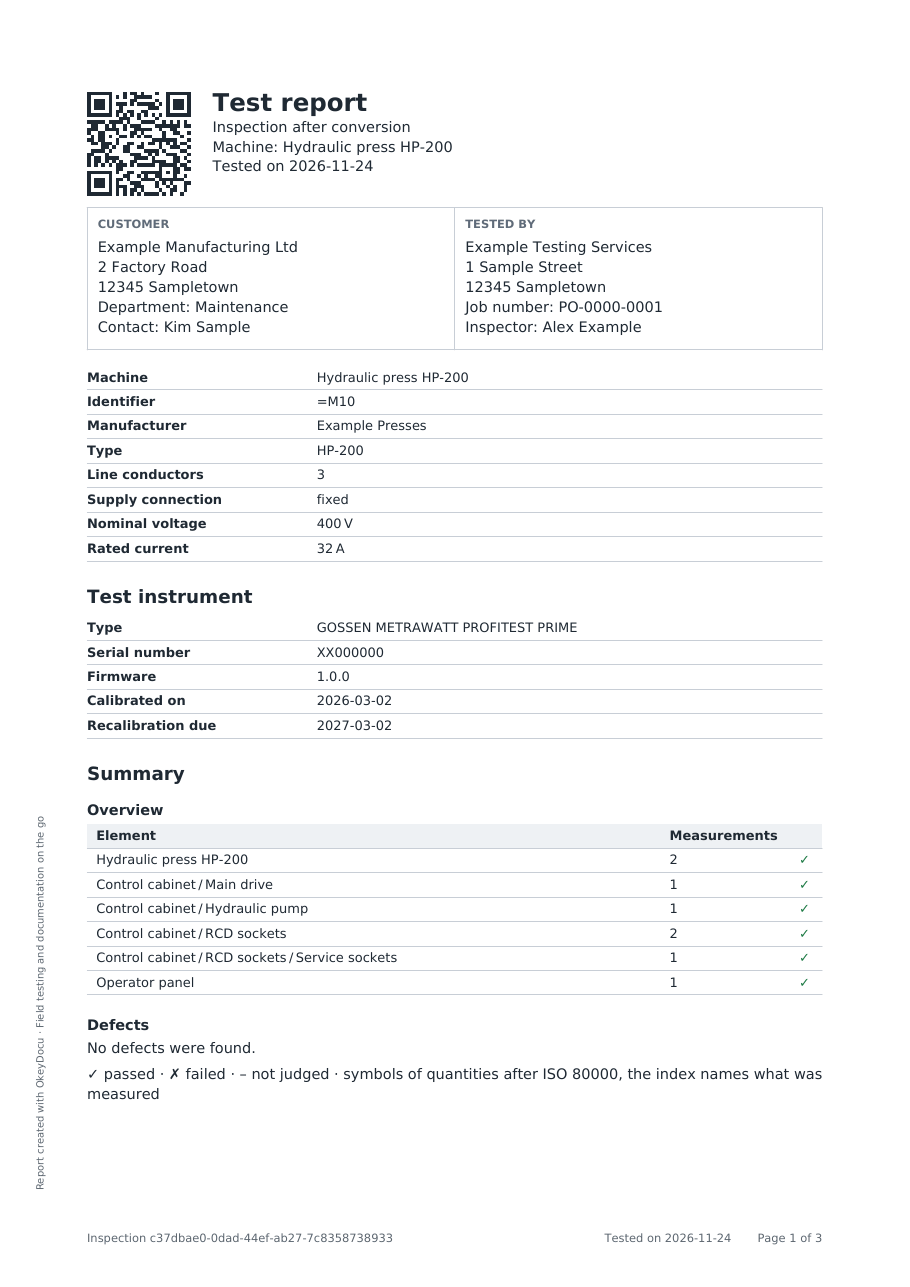 Test report
Inspection after conversion
Machine: Hydraulic press HP-200
Tested on 2026-11-24
CUSTOMER
Example Manufacturing Ltd
2 Factory Road
12345 Sampletown
Department: Maintenance
Contact: Kim Sample
TESTED BY
Example Testing Services
1 Sample Street
12345 Sampletown
Job number: PO-0000-0001
Inspector: Alex Example
Machine Hydraulic press HP-200
Identifier =M10
Manufacturer Example Presses
Type HP-200
Line conductors 3
Supply connection fixed
Nominal voltage 400 V
Rated current 32 A
Test instrument
Type GOSSEN METRAWATT PROFITEST PRIME
Serial number XX000000
Firmware 1.0.0
Calibrated on 2026-03-02
Recalibration due 2027-03-02
Summary
Overview
Element Measurements
Hydraulic press HP-200 2 ✓
Control cabinet / Main drive 1 ✓
Control cabinet / Hydraulic pump 1 ✓
Control cabinet / RCD sockets 2 ✓
Control cabinet / RCD sockets / Service sockets 1 ✓
Operator panel 1 ✓
Defects
No defects were found.
✓ passed · ✗ failed · – not judged · symbols of quantities after ISO 80000, the index names what was
measured
Report created with OkeyDocu · Field testing and documentation on the go
Inspection c37dbae0-0dad-44ef-ab27-7c8358738933 Tested on 2026-11-24 Page 1 of 3